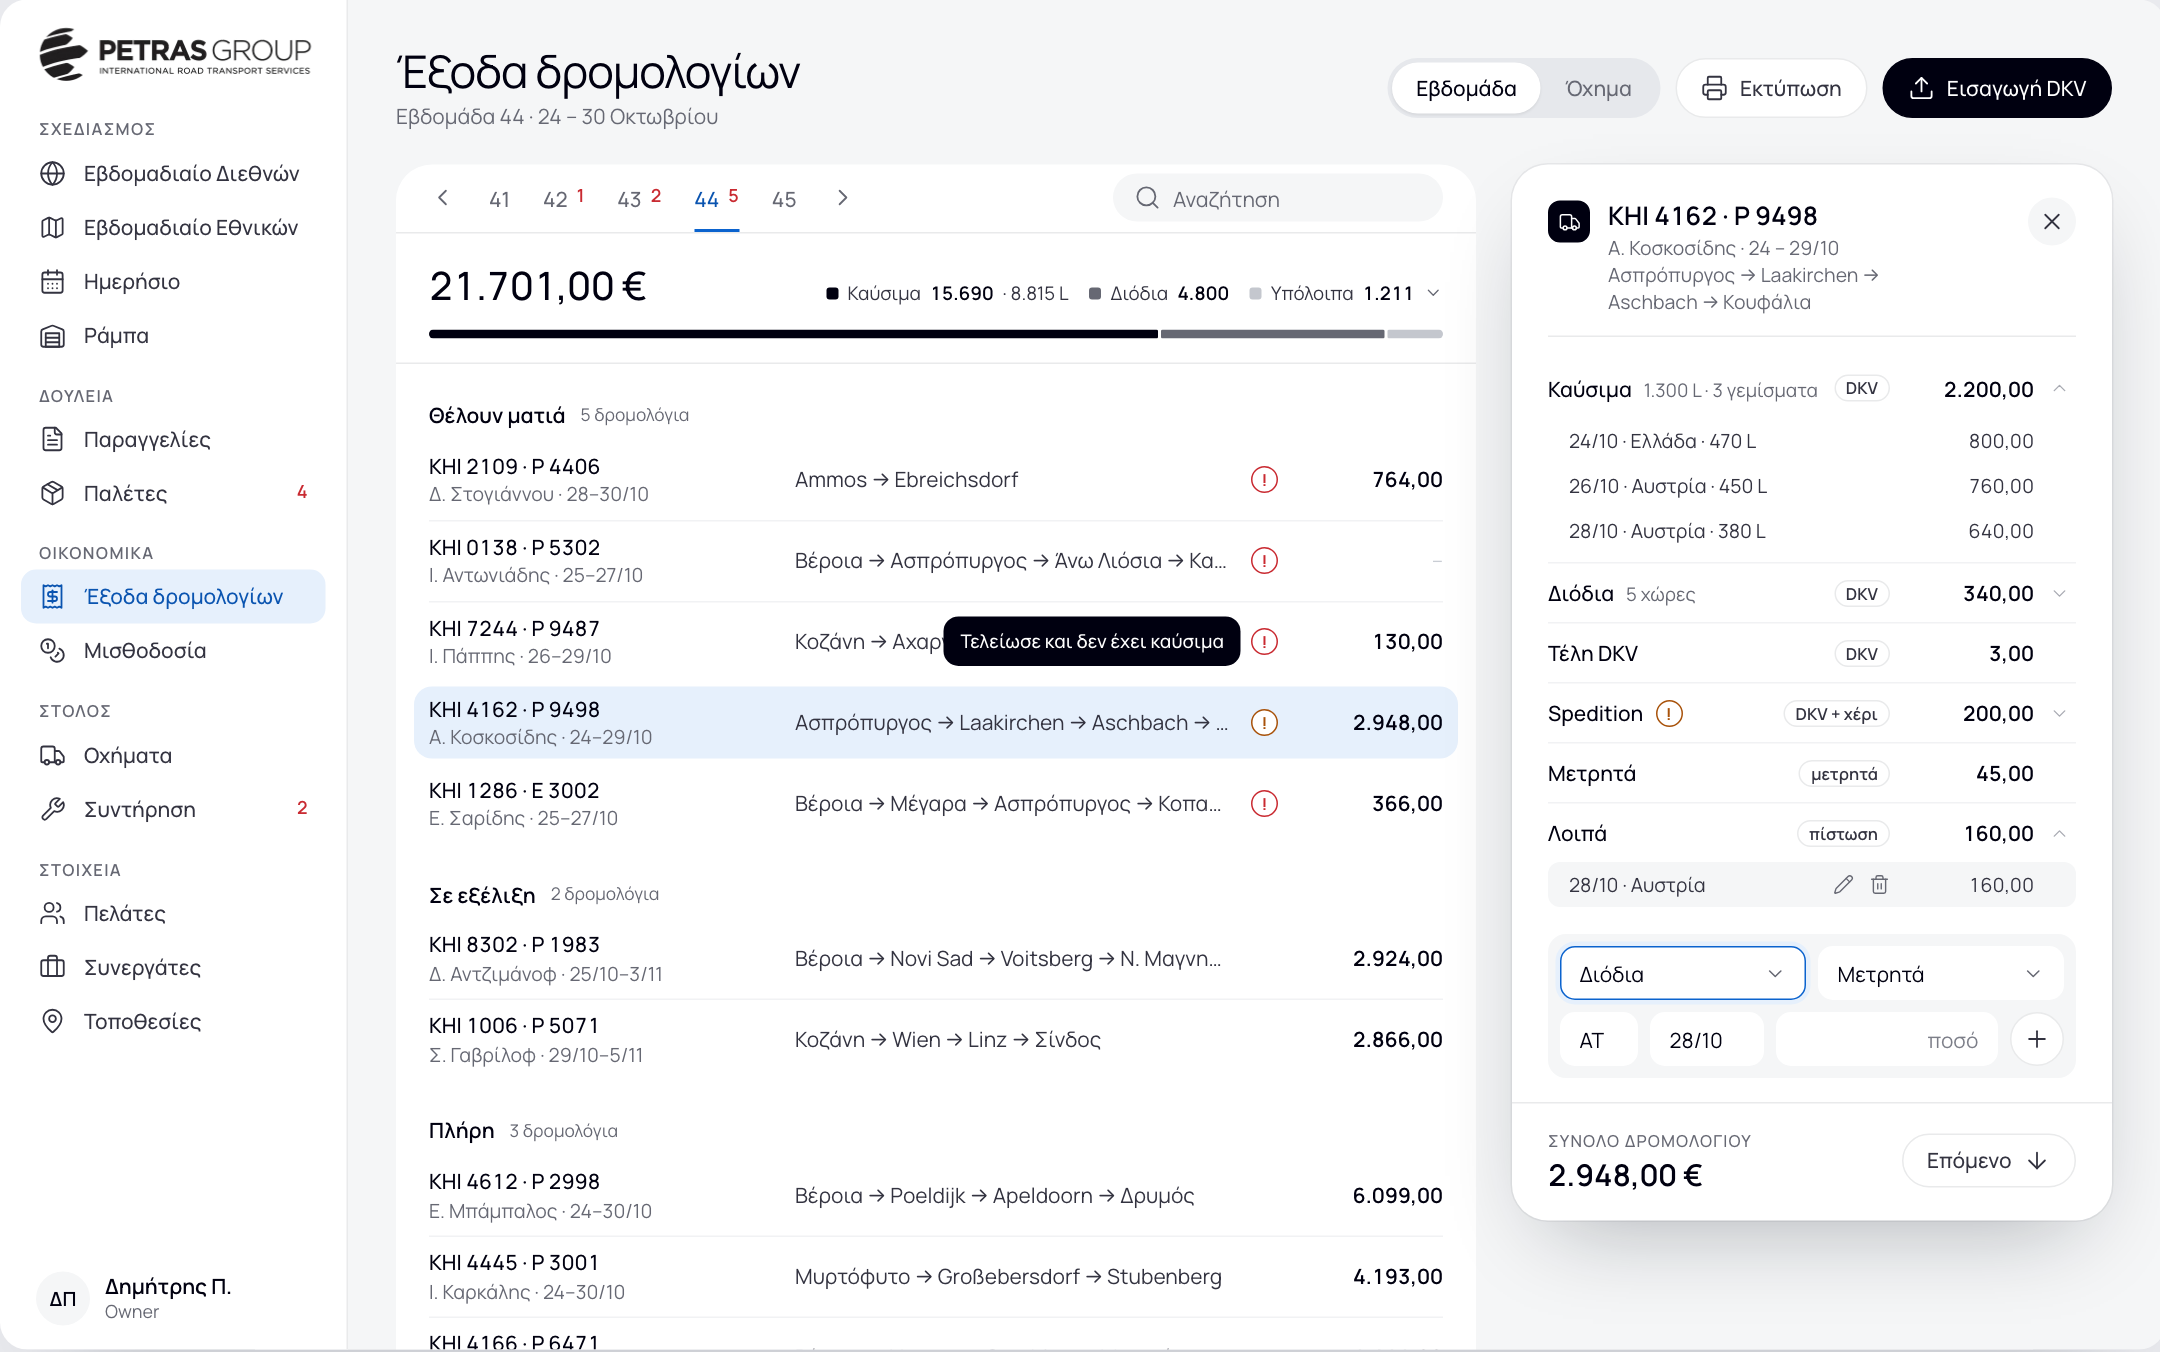 PETRAS GROUP
INTERNATIONAL ROAD TRANSPORT SERVICES
ΣΧΕΔΙΑΣΜΟΣ
Εβδομαδιαίο Διεθνών
Εβδομαδιαίο Εθνικών
Ημερήσιο
Ράμπα
ΔΟΥΛΕΙΑ
Παραγγελίες
Παλέτες 4
ΟΙΚΟΝΟΜΙΚΑ
Έξοδα δρομολογίων
Μισθοδοσία
ΣΤΟΛΟΣ
Οχήματα
Συντήρηση 2
ΣΤΟΙΧΕΙΑ
Πελάτες
Συνεργάτες
Τοποθεσίες
ΔΠ
Δημήτρης Π.
Owner
Έξοδα δρομολογίων
Εβδομάδα 44 · 24 – 30 Οκτωβρίου
Εβδομάδα Όχημα
Εκτύπωση
Εισαγωγή DKV
41 42 1 43 2 44 5 45
Αναζήτηση
21.701,00 €
Καύσιμα 15.690 · 8.815 L Διόδια 4.800 Υπόλοιπα 1.211
Θέλουν ματιά 5 δρομολόγια
ΚΗΙ 2109 · Ρ 4406
Δ. Στογιάννου · 28–30/10
Ammos → Ebreichsdorf ! 764,00
ΚΗΙ 0138 · Ρ 5302
Ι. Αντωνιάδης · 25–27/10
Βέροια → Ασπρόπυργος → Άνω Λιόσια → Κα... ! –
ΚΗΙ 7244 · Ρ 9487
Ι. Πάππης · 26–29/10
Κοζάνη → Αχαρ
Τελείωσε και δεν έχει καύσιμα
! 130,00
ΚΗΙ 4162 · Ρ 9498
Α. Κοσκοσίδης · 24–29/10
Ασπρόπυργος → Laakirchen → Aschbach → ... ! 2.948,00
ΚΗΙ 1286 · Ε 3002
Ε. Σαρίδης · 25–27/10
Βέροια → Μέγαρα → Ασπρόπυργος → Κοπα... ! 366,00
Σε εξέλιξη 2 δρομολόγια
ΚΗΙ 8302 · Ρ 1983
Δ. Αντζιμάνοφ · 25/10–3/11
Βέροια → Novi Sad → Voitsberg → Ν. Μαγνη... 2.924,00
ΚΗΙ 1006 · Ρ 5071
Σ. Γαβρίλοφ · 29/10–5/11
Κοζάνη → Wien → Linz → Σίνδος 2.866,00
Πλήρη 3 δρομολόγια
ΚΗΙ 4612 · Ρ 2998
Ε. Μπάμπαλος · 24–30/10
Βέροια → Poeldijk → Apeldoorn → Δρυμός 6.099,00
ΚΗΙ 4445 · Ρ 3001
Ι. Καρκάλης · 24–30/10
Μυρτόφυτο → Großebersdorf → Stubenberg 4.193,00
ΚΗΙ 4166 · Ρ 6471
ΚΗΙ 4162 · Ρ 9498
Α. Κοσκοσίδης · 24 – 29/10
Ασπρόπυργος → Laakirchen →
Aschbach → Κουφάλια
Καύσιμα 1.300 L · 3 γεμίσματα DKV 2.200,00
24/10 · Ελλάδα · 470 L 800,00
26/10 · Αυστρία · 450 L 760,00
28/10 · Αυστρία · 380 L 640,00
Διόδια 5 χώρες DKV 340,00
Τέλη DKV DKV 3,00
Spedition ! DKV + χέρι 200,00
Μετρητά μετρητά 45,00
Λοιπά πίστωση 160,00
28/10 · Αυστρία 160,00
Διόδια Μετρητά
AT 28/10 ποσό
ΣΥΝΟΛΟ ΔΡΟΜΟΛΟΓΙΟΥ
2.948,00 €
Επόμενο